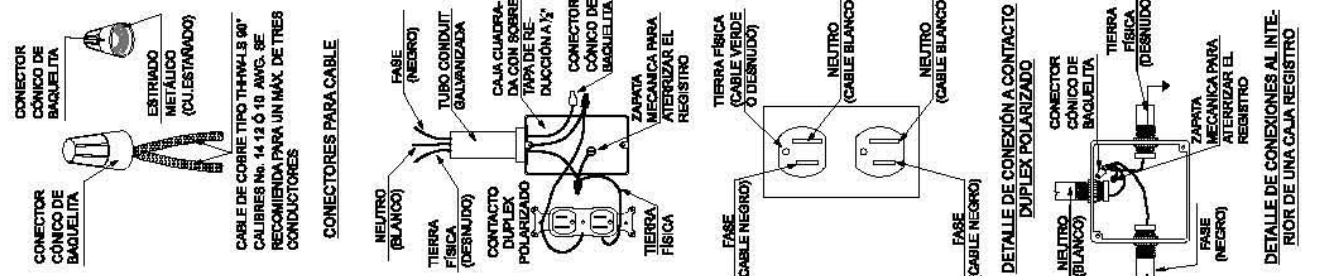 CONECTOR
CÓNICO DE
BAQUELITA
CONECTOR
CÓNICO DE
BAQUELITA
ESTRIADO
METÁLICO
(CU.ESTAÑADO)
CABLE DE COBRE TIPO THHW-LS 90°
CALIBRES No. 14 12 Ó 10 AWG. SE
RECOMIENDA PARA UN MÁX. DE TRES
CONDUCTORES
CONECTORES PARA CABLE
NEUTRO
(BLANCO)
FASE
(NEGRO)
TIERRA
FÍSICA
(DESNUDO)
TUBO CONDUIT
GALVANIZADA
CONTACTO
DUPLEX
POLARIZADO
CAJA CUADRA-
DA CON SOBRE
TAPA DE RE-
DUCCIÓN A ½"
CONECTOR
CÓNICO DE
BAQUELITA
ZAPATA
MECANICA PARA
ATERRIZAR EL
REGISTRO
TIERRA
FÍSICA
TIERRA FÍSICA
(CABLE VERDE
O DESNUDO)
NEUTRO
(CABLE BLANCO
NEUTRO
(CABLE BLANCO
FASE
(CABLE NEGRO)
FASE
(CABLE NEGRO)
DETALLE DE CONEXIÓN A CONTACTO
DUPLEX POLARIZADO
NEUTRO
(BLANCO)
CONECTOR
CÓNICO DE
BAQUELITA
TIERRA
FÍSICA
(DESNUDO)
ZAPATA
MECANICA PARA
ATERRIZAR EL
REGISTRO
FASE
(NEGRO)
DETALLE DE CONEXIONES AL INTE-
RIOR DE UNA CAJA REGISTRO